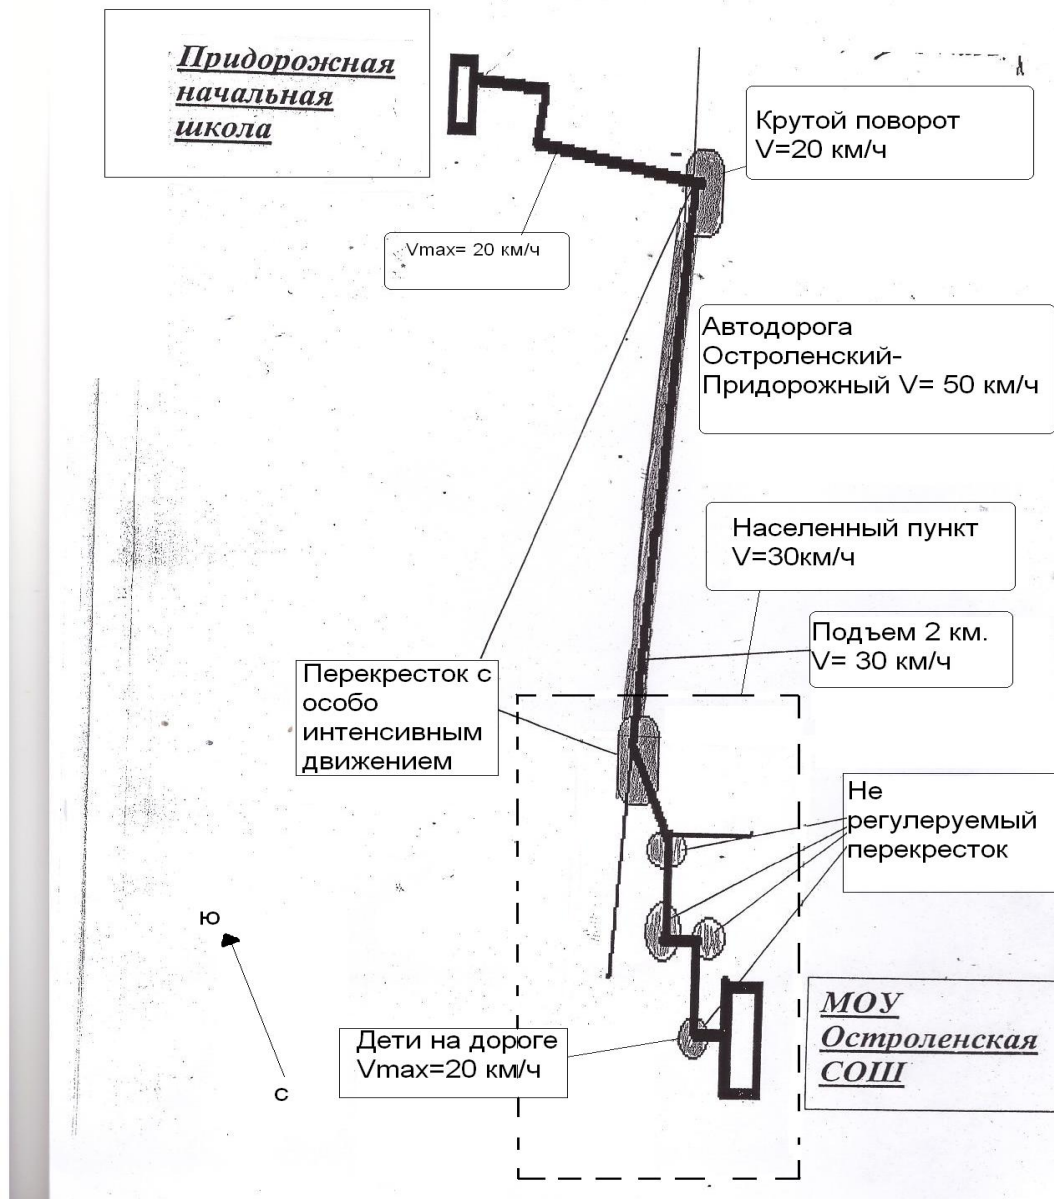 Придорожная
начальная
школа
Крутой поворот
V=20 км/ч
Vmax= 20 км/ч
Автодорога
Остроленский-
Придорожный V= 50 км/ч
Населенный пункт
V=30км/ч
Подъем 2 км.
V= 30 км/ч
Перекресток с
особо
интенсивным
движением
Не
регулеруемый
перекресток
ю
с
МОУ
Остроленская
СОШ
Дети на дороге
Vmax=20 км/ч